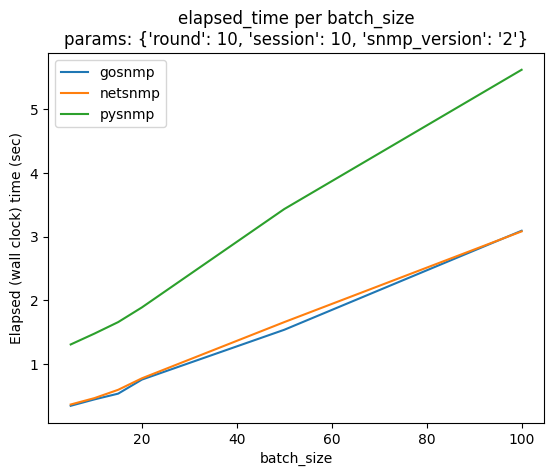 elapsed_time per batch_size
params: {'round': 10, 'session': 10, 'snmp_version': '2'}
gosnmp
netsnmp
pysnmp
Elapsed (wall clock) time (sec)
5
4
3
2
1
20
40
60
80
100
batch_size